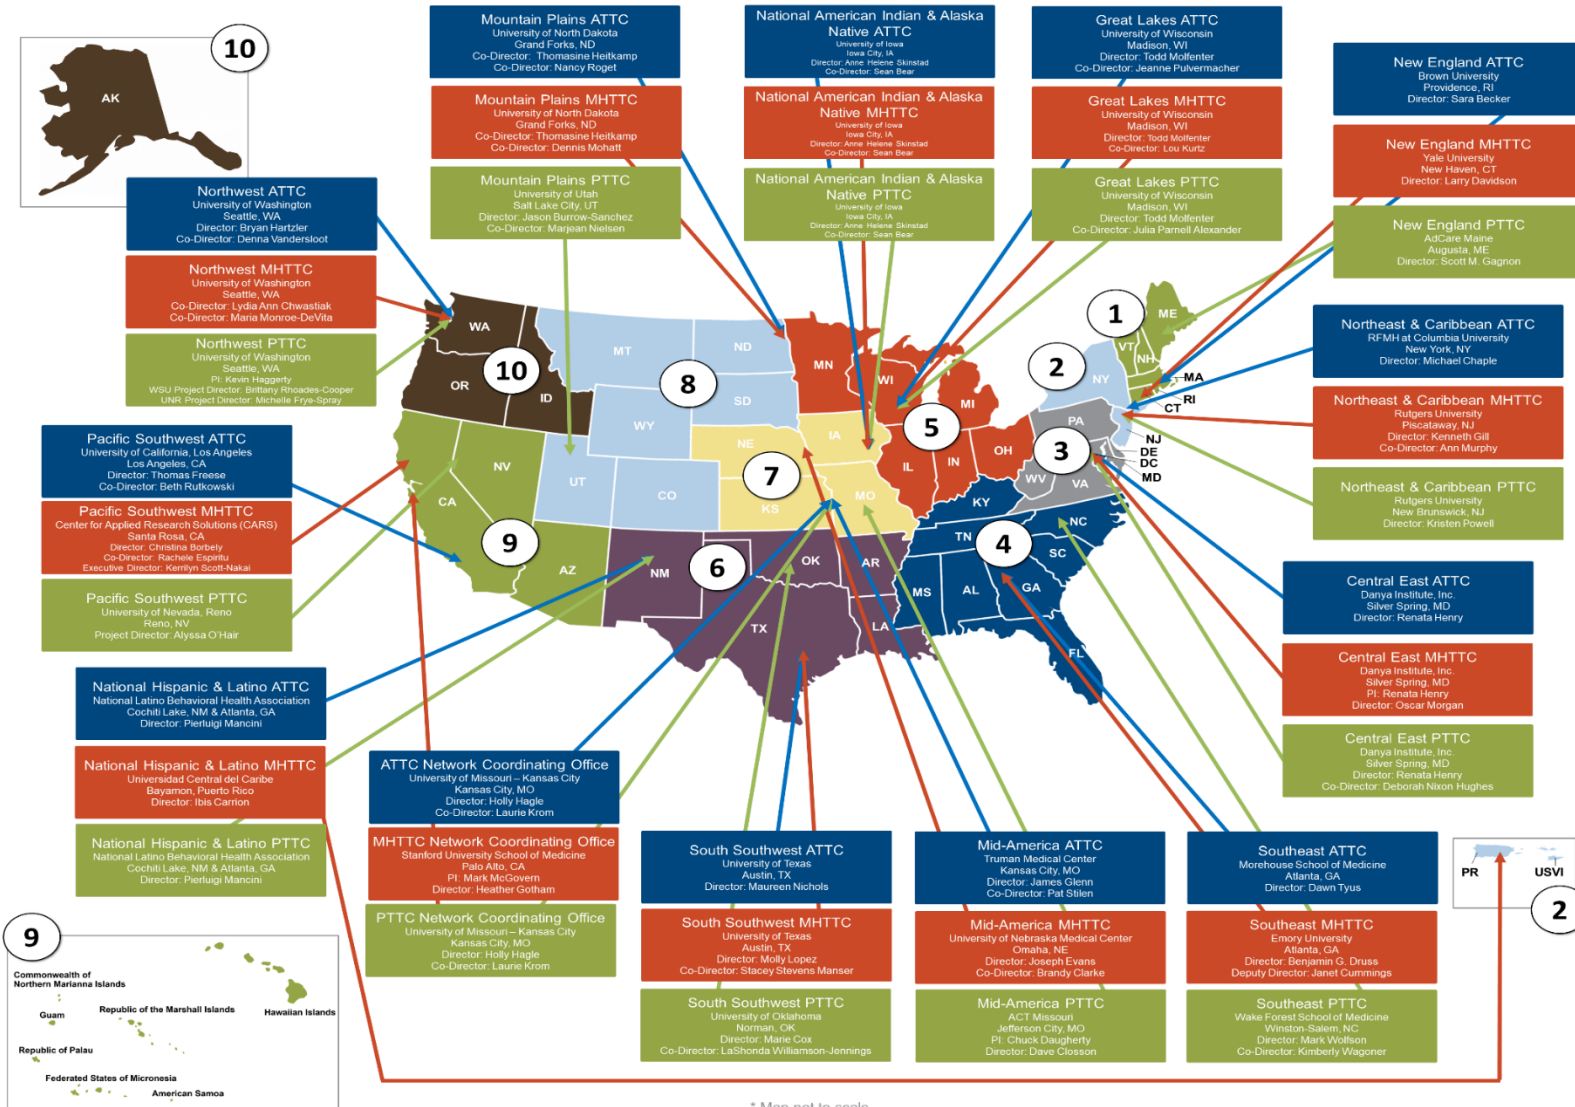 10
AK
Mountain Plains ATTC
University of North Dakota
Grand Forks, ND
Co-Director: Thomasine Heitkamp
Co-Director: Nancy Roget
Mountain Plains MHTTC
University of North Dakota
Grand Forks, ND
Co-Director: Thomasine Heitkamp
Co-Director: Dennis Mohatt
Mountain Plains PTTC
University of Utah
Salt Lake City, UT
Director: Jason Burrow-Sanchez
Co-Director: Marjean Nielsen
National American Indian & Alaska
Native ATTC
University of Iowa
Iowa City, IA
Director: Anne Helene Skinstad
Co-Director: Sean Bear
National American Indian & Alaska
Native MHTTC
University of Iowa
Iowa City, IA
Director: Anne Helene Skinstad
Co-Director: Sean Bear
National American Indian & Alaska
Native PTTC
University of Iowa
Iowa City, IA
Director: Anne Helene Skinstad
Co-Director: Sean Bear
Great Lakes ATTC
University of Wisconsin
Madison, WI
Director: Todd Molfenter
Co-Director: Jeanne Pulvermacher
Great Lakes MHTTC
University of Wisconsin
Madison, WI
Director: Todd Molfenter
Co-Director: Lou Kurtz
Great Lakes PTTC
University of Wisconsin
Madison, WI
Director: Todd Molfenter
Co-Director: Julia Parnell Alexander
New England ATTC
Brown University
Providence, RI
Director: Sara Becker
New England MHTTC
Yale University
New Haven, CT
Director: Larry Davidson
New England PTTC
AdCare Maine
Augusta, ME
Director: Scott M. Gagnon
Northwest ATTC
University of Washington
Seattle, WA
Director: Bryan Hartzler
Co-Director: Denna Vandersloot
Northwest MHTTC
University of Washington
Seattle, WA
Co-Director: Lydia Ann Chwastiak
Co-Director: Maria Monroe-DeVita
Northwest PTTC
University of Washington
Seattle, WA
PI: Kevin Haggerty
WSU Project Director: Brittany Rhoades-Cooper
UNR Project Director: Michelle Frye-Spray
Northeast & Caribbean ATTC
RFMH at Columbia University
New York, NY
Director: Michael Chaple
Northeast & Caribbean MHTTC
Rutgers University
Piscataway, NJ
Director: Kenneth Gill
Co-Director: Ann Murphy
Northeast & Caribbean PTTC
Rutgers University
New Brunswick, NJ
Director: Kristen Powell
Pacific Southwest ATTC
University of California, Los Angeles
Los Angeles, CA
Director: Thomas Freese
Co-Director: Beth Rutkowski
Pacific Southwest MHTTC
Center for Applied Research Solutions (CARS)
Santa Rosa, CA
Director: Christina Borbely
Co-Director: Rachele Espiritu
Executive Director: Kerrilyn Scott-Nakai
Pacific Southwest PTTC
University of Nevada, Reno
Reno, NV
Project Director: Alyssa O'Hair
WA
OR
ID
10
MT
ND
SD
WY
UT
CO
8
NE
IA
KS
MO
7
MN
WI
MI
IL
IN
OH
5
1
ME
VT
NH
MA
RI
CT
2
NY
NJ
PA
DE
DC
MD
WV
VA
3
NV
CA
AZ
9
NM
OK
AR
TX
LA
6
KY
TN
NC
SC
MS
AL
GA
FL
4
Central East ATTC
Danya Institute, Inc.
Silver Spring, MD
Director: Renata Henry
Central East MHTTC
Danya Institute, Inc.
Silver Spring, MD
PI: Renata Henry
Director: Oscar Morgan
Central East PTTC
Danya Institute, Inc.
Silver Spring, MD
Director: Renata Henry
Co-Director: Deborah Nixon Hughes
National Hispanic & Latino ATTC
National Latino Behavioral Health Association
Cochiti Lake, NM & Atlanta, GA
Director: Pierluigi Mancini
National Hispanic & Latino MHTTC
Universidad Central del Caribe
Bayamon, Puerto Rico
Director: Ibis Carrion
National Hispanic & Latino PTTC
National Latino Behavioral Health Association
Cochiti Lake, NM & Atlanta, GA
Director: Pierluigi Mancini
ATTC Network Coordinating Office
University of Missouri – Kansas City
Kansas City, MO
Director: Holly Hagle
Co-Director: Laurie Krom
MHTTC Network Coordinating Office
Stanford University School of Medicine
Palo Alto, CA
PI: Mark McGovern
Director: Heather Gotham
PTTC Network Coordinating Office
University of Missouri – Kansas City
Kansas City, MO
Director: Holly Hagle
Co-Director: Laurie Krom
South Southwest ATTC
University of Texas
Austin, TX
Director: Maureen Nichols
South Southwest MHTTC
University of Texas
Austin, TX
Director: Molly Lopez
Co-Director: Stacey Stevens Manser
South Southwest PTTC
University of Oklahoma
Norman, OK
Director: Marie Cox
Co-Director: LaShonda Williamson-Jennings
Mid-America ATTC
Truman Medical Center
Kansas City, MO
Director: James Glenn
Co-Director: Pat Stilen
Mid-America MHTTC
University of Nebraska Medical Center
Omaha, NE
Director: Joseph Evans
Co-Director: Brandy Clarke
Mid-America PTTC
ACT Missouri
Jefferson City, MO
PI: Chuck Daugherty
Director: Dave Closson
Southeast ATTC
Morehouse School of Medicine
Atlanta, GA
Director: Dawn Tyus
Southeast MHTTC
Emory University
Atlanta, GA
Director: Benjamin G. Druss
Deputy Director: Janet Cummings
Southeast PTTC
Wake Forest School of Medicine
Winston-Salem, NC
Director: Mark Wolfson
Co-Director: Kimberly Wagoner
PR
USVI
2
9
Commonwealth of
Northern Marianna Islands
Guam
Republic of the Marshall Islands
Hawaiian Islands
Republic of Palau
Federated States of Micronesia
American Samoa
* Map not to scale